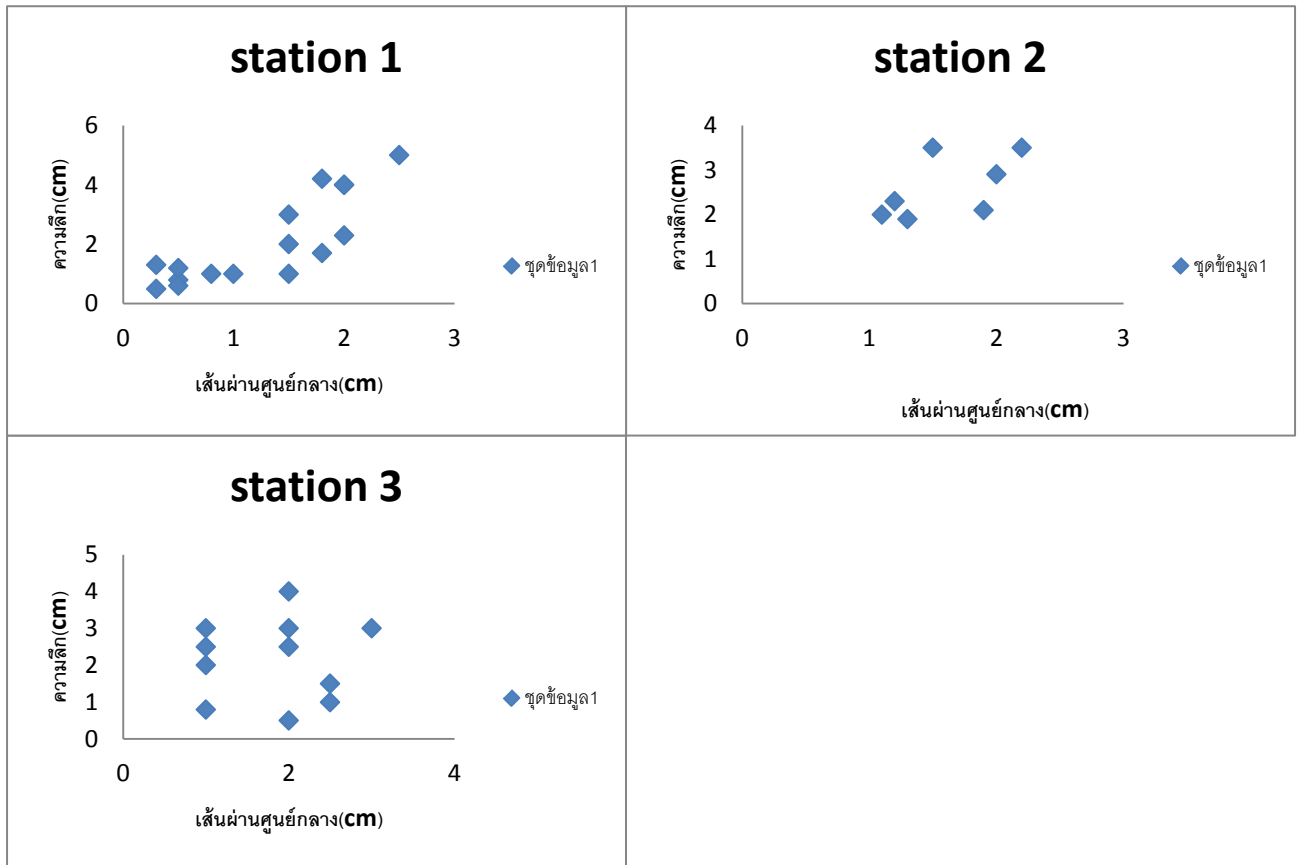 station 1
ความลึก(cm)
6
4
2
0
0 1 2 3
เส้นผ่านศูนย์กลาง(cm)
ชุดข้อมูล1
station 2
ความลึก(cm)
4
3
2
1
0
0 1 2 3
เส้นผ่านศูนย์กลาง(cm)
ชุดข้อมูล1
station 3
ความลึก(cm)
5
4
3
2
1
0
0 2 4
เส้นผ่านศูนย์กลาง(cm)
ชุดข้อมูล1